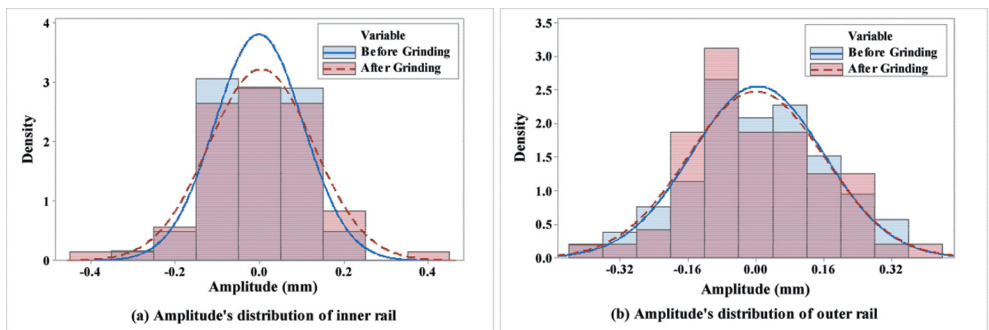 4
3
2
1
0
Density
Variable
Before Grinding
After Grinding
-0.4
-0.2
0.0
0.2
0.4
Amplitude (mm)
(a) Amplitude's distribution of inner rail
3.5
3.0
2.5
2.0
1.5
1.0
0.5
0.0
Density
Variable
Before Grinding
After Grinding
-0.32
-0.16
0.00
0.16
0.32
Amplitude (mm)
(b) Amplitude's distribution of outer rail